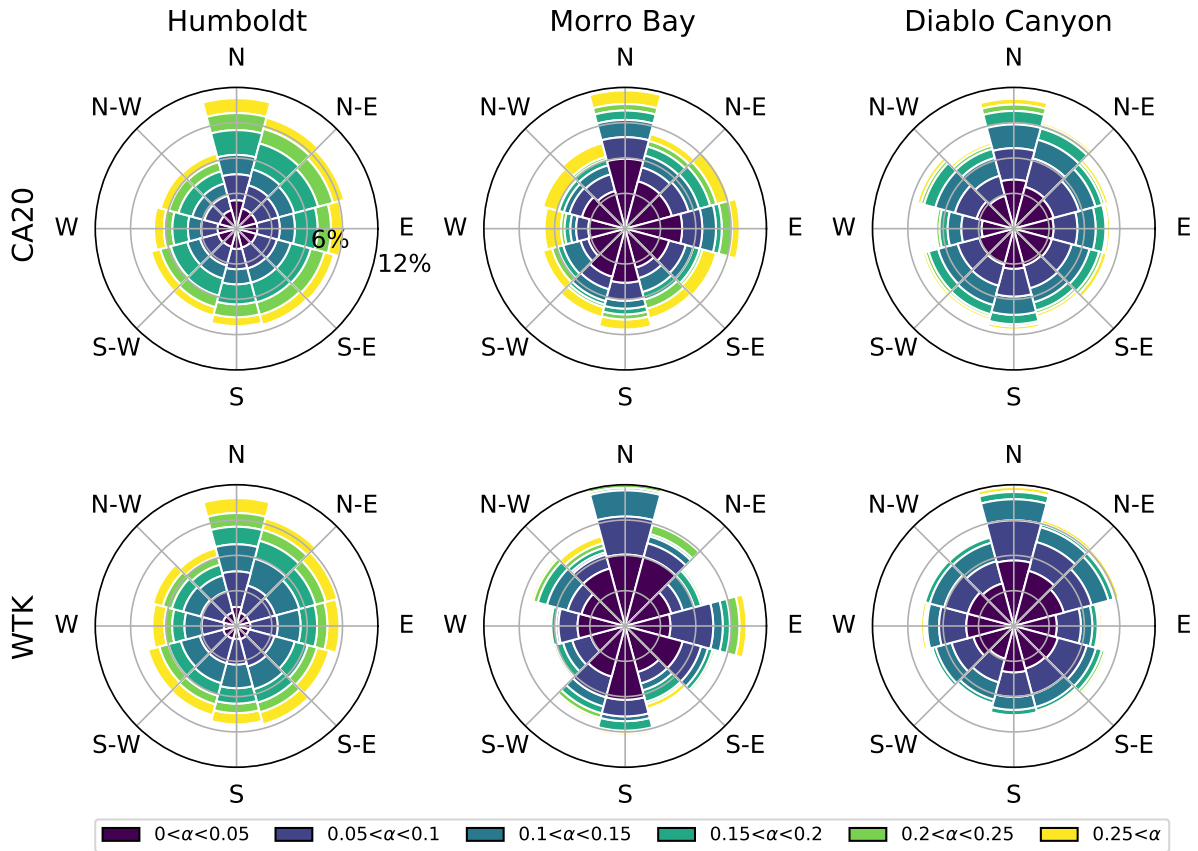 Humboldt Morro Bay Diablo Canyon
N N N
N-W N-E N-W N-E N-W N-E
CA20
W 6% E W E W E
12%
S-W S-E S-W S-E S-W S-E
S S S
N N N
N-W N-E N-W N-E N-W N-E
WTK
W E W E W E
S-W S-E S-W S-E S-W S-E
S S S
0<α<0.05 0.05<α<0.1 0.1<α<0.15 0.15<α<0.2 0.2<α<0.25 0.25<α